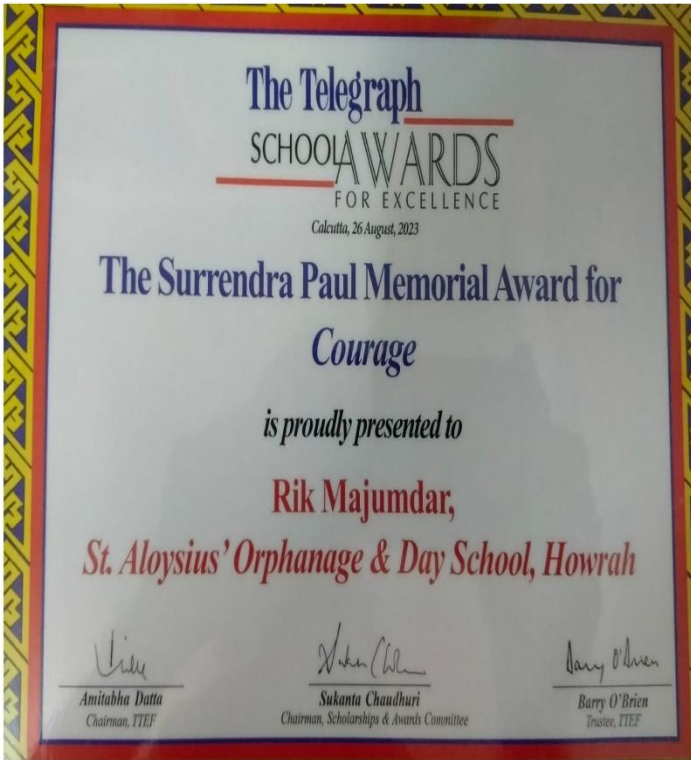 The Telegraph
SCHOOL AWARDS
FOR EXCELLENCE
Calcutta, 26 August, 2023
The Surrendra Paul Memorial Award for
Courage
is proudly presented to
Rik Majumdar,
St. Aloysius' Orphanage & Day School, Howrah
Amitabha Datta
Chairman, TTEF
Sukanta Chaudhuri
Chairman, Scholarships & Awards Committee
Barry O'Brien
Barry O'Brien
Trustee, TTEF